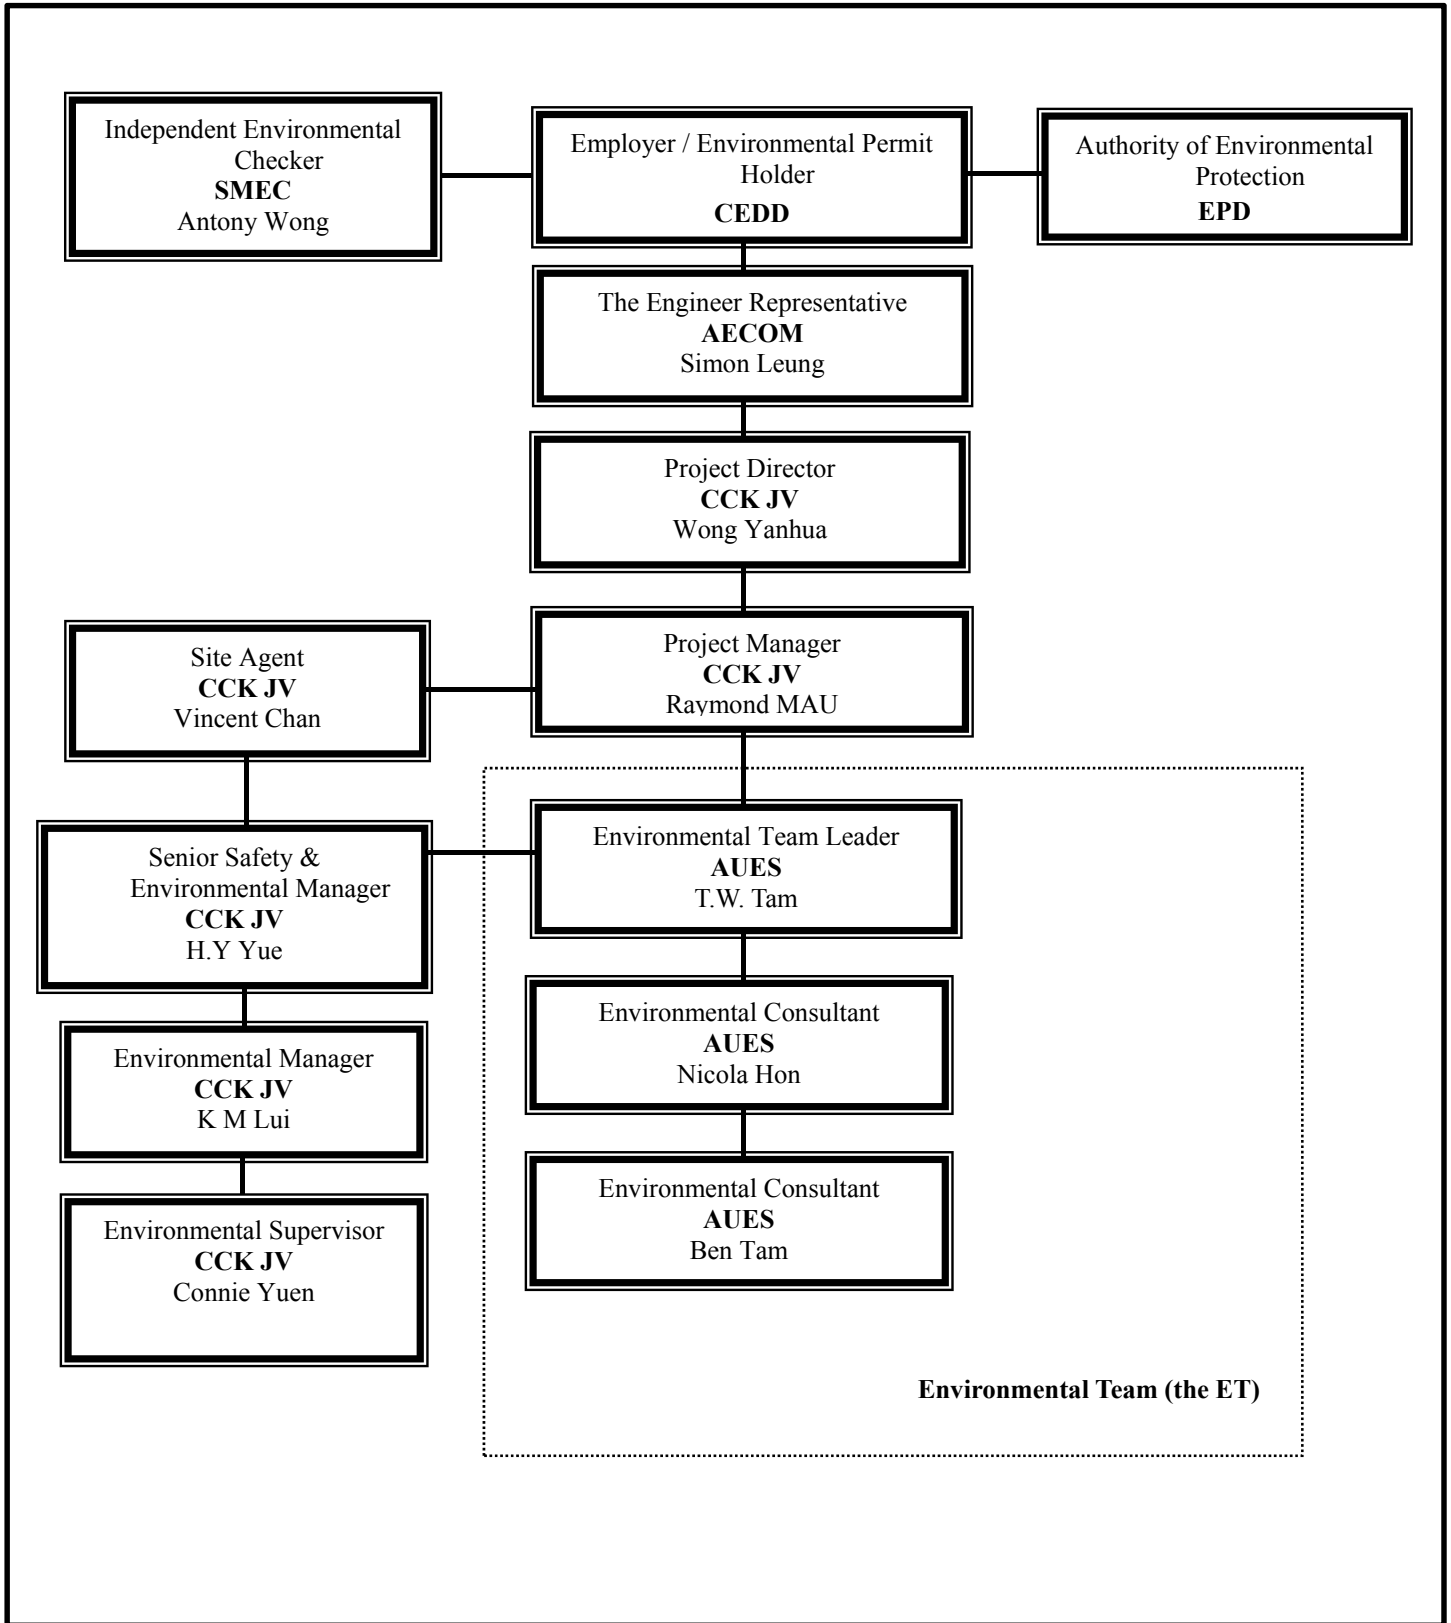 Independent Environmental
Checker
SMEC
Antony Wong
Employer / Environmental Permit
Holder
CEDD
Authority of Environmental
Protection
EPD
The Engineer Representative
AECOM
Simon Leung
Project Director
CCK JV
Wong Yanhua
Site Agent
CCK JV
Vincent Chan
Project Manager
CCK JV
Raymond MAU
Senior Safety &
Environmental Manager
CCK JV
H.Y Yue
Environmental Team Leader
AUES
T.W. Tam
Environmental Manager
CCK JV
K M Lui
Environmental Consultant
AUES
Nicola Hon
Environmental Supervisor
CCK JV
Connie Yuen
Environmental Consultant
AUES
Ben Tam
Environmental Team (the ET)